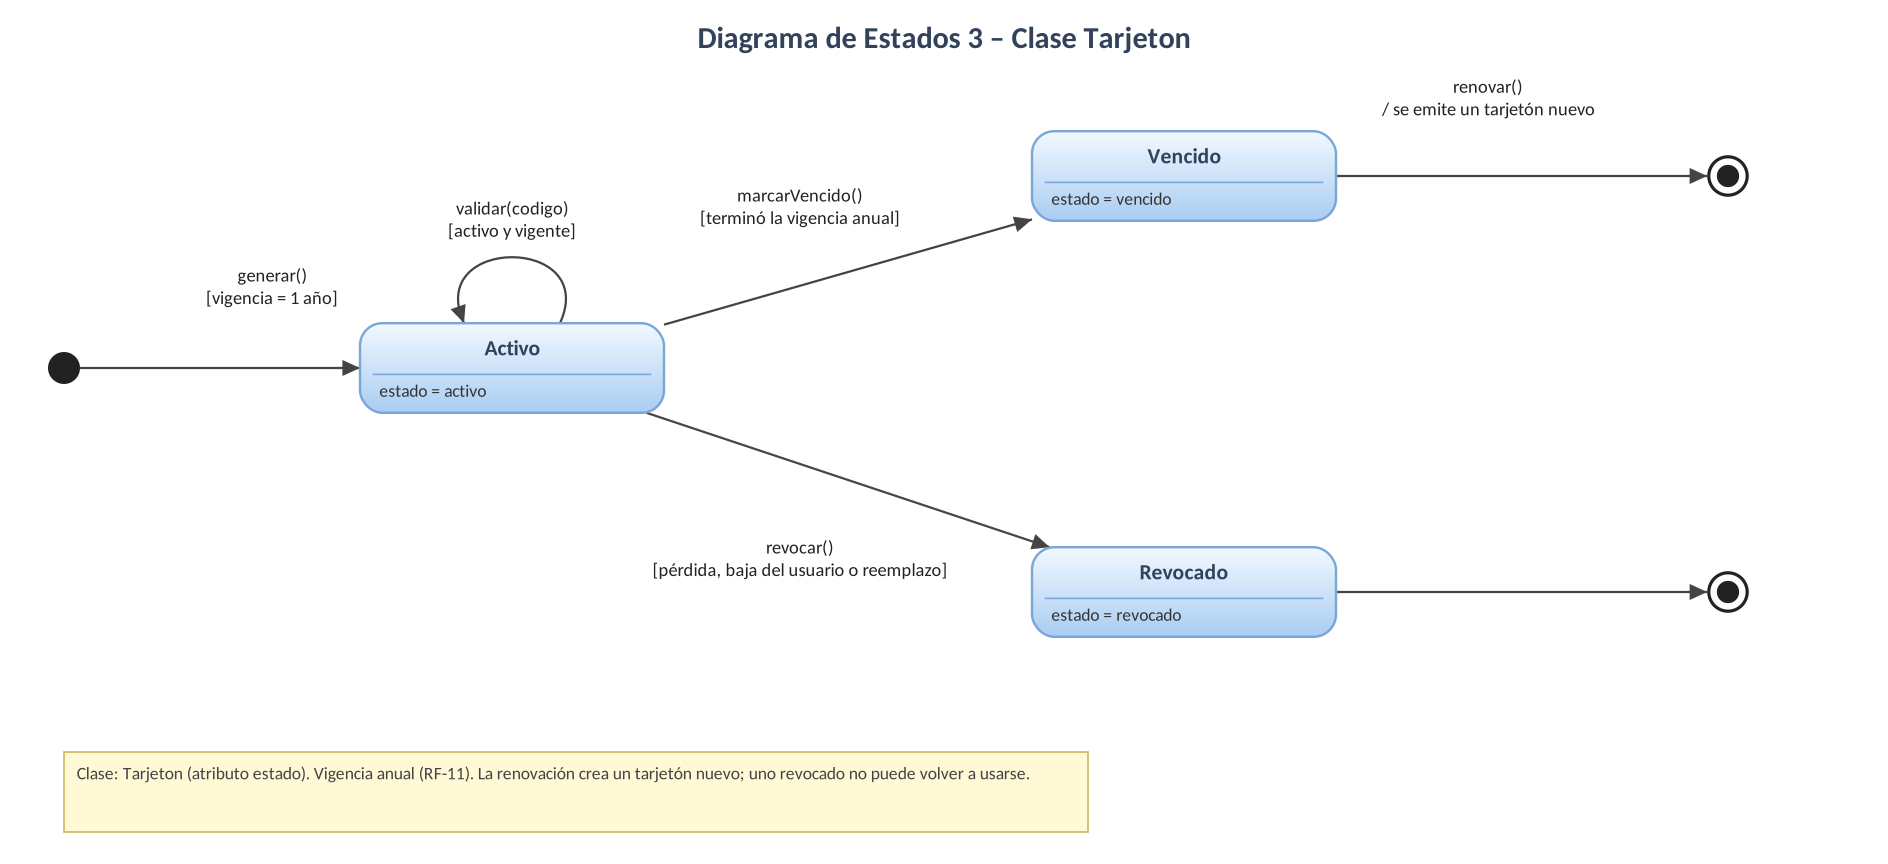 Diagrama de Estados 3 – Clase Tarjeton
renovar()
/ se emite un tarjetón nuevo
Vencido
estado = vencido
marcarVencido()
[terminó la vigencia anual]
validar(codigo)
[activo y vigente]
generar()
[vigencia = 1 año]
Activo
estado = activo
revocar()
[pérdida, baja del usuario o reemplazo]
Revocado
estado = revocado
Clase: Tarjeton (atributo estado). Vigencia anual (RF-11). La renovación crea un tarjetón nuevo; uno revocado no puede volver a usarse.